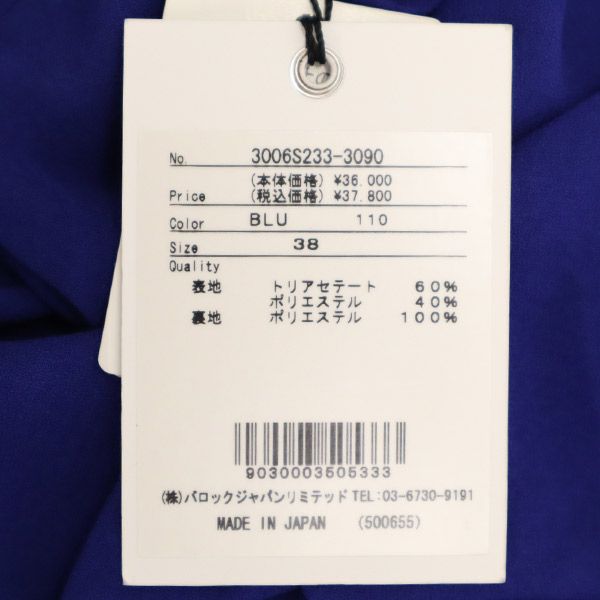 No. 3006S233-3090
(本体価格) ¥36.000
Price (税込価格) ¥37.800
Color BLU 110
Size 38
Quality
表地 トリアセテート 60%
ポリエステル 40%
裏地 ポリエステル 100%
9030003505333
(株)バロックジャパンリミテッド TEL:03-6730-9191
MADE IN JAPAN (500655)